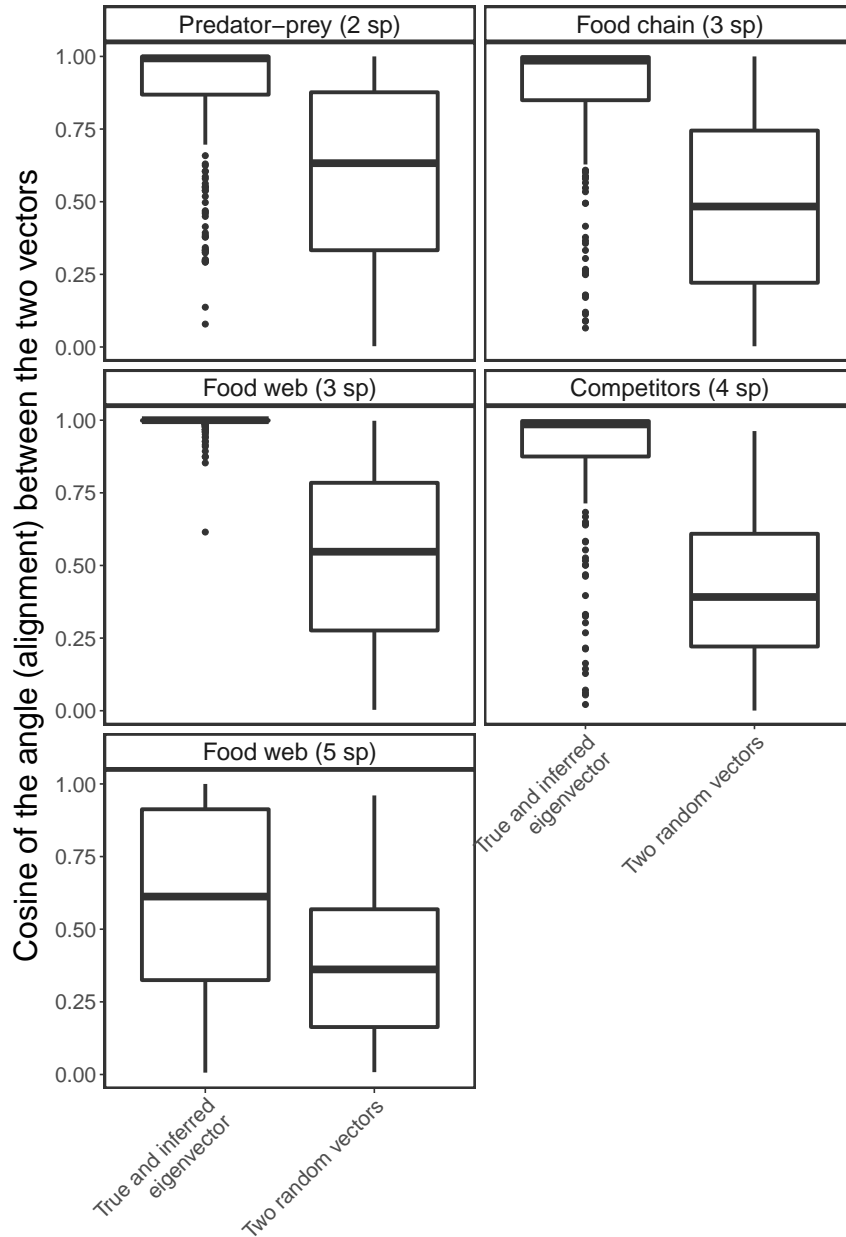 Cosine of the angle (alignment) between the two vectors
Predator−prey (2 sp)
1.00
0.75
0.50
0.25
0.00
Food chain (3 sp)
Food web (3 sp)
1.00
0.75
0.50
0.25
0.00
Competitors (4 sp)
True and inferred
eigenvector
Two random vectors
Food web (5 sp)
1.00
0.75
0.50
0.25
0.00
True and inferred
eigenvector
Two random vectors